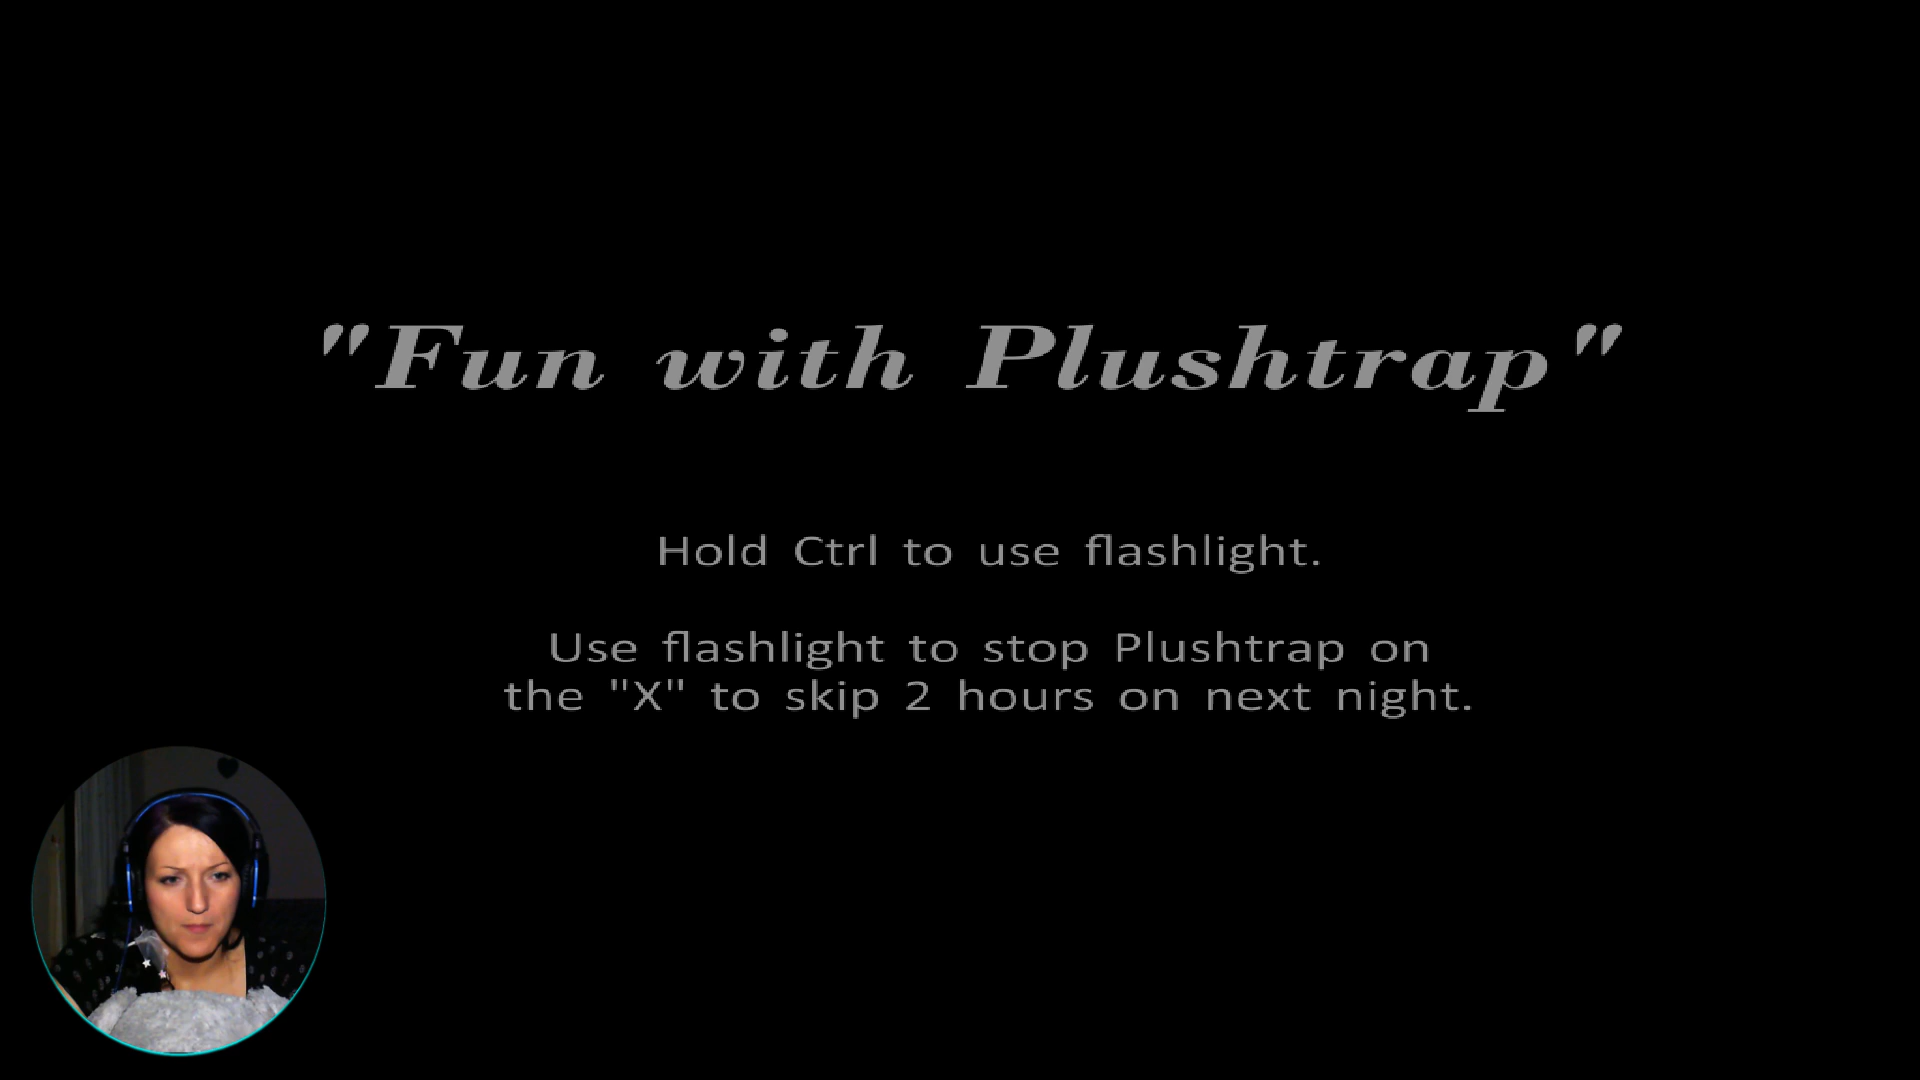 "Fun with Plushtrap"
Hold Ctrl to use flashlight.
Use flashlight to stop Plushtrap on
the "X" to skip 2 hours on next night.